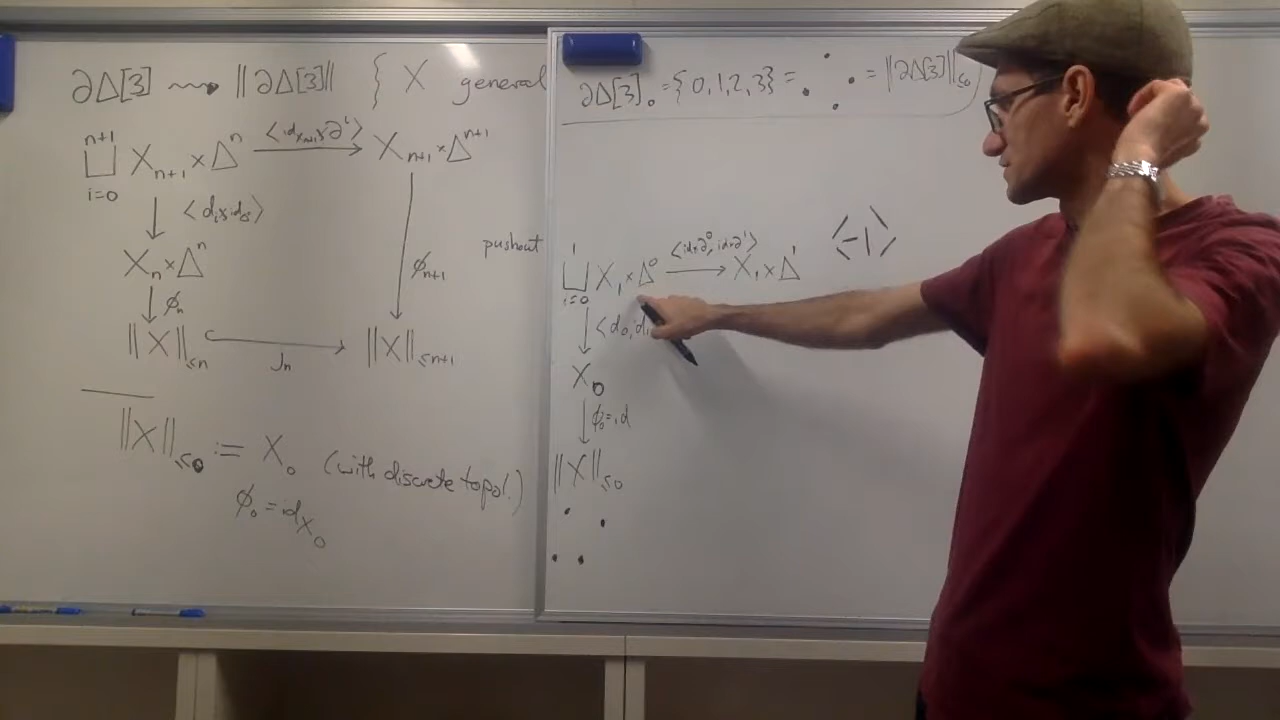 ∂Δ[3] ⇝ ||∂Δ[3]|| { X general
n+1 ⨆ i=0 X_{n+1} × Δ^n ⟶ X_{n+1} × Δ^{n+1}
⟨id_{X_{n+1}} × ∂^i⟩
↓ ⟨d_i × id_Δ⟩
X_n × Δ^n
↓ φ_n ↓ φ_{n+1}
||X||_{≤n} ↪ ||X||_{≤n+1}
J_n
||X||_{≤0} := X_0 (with discrete topol.)
φ_0 = id_{X_0}
pushout
∂Δ[3]_0 = {0,1,2,3} = = ||∂Δ[3]||_{≤0}
1 ⨆ i=0 X_1 × Δ^0 ⟶ X_1 × Δ^1
⟨id×∂^0, id×∂^1⟩
↓ ⟨d_0, d_1
X_0
↓ φ_0 = id
||X||_{≤0}